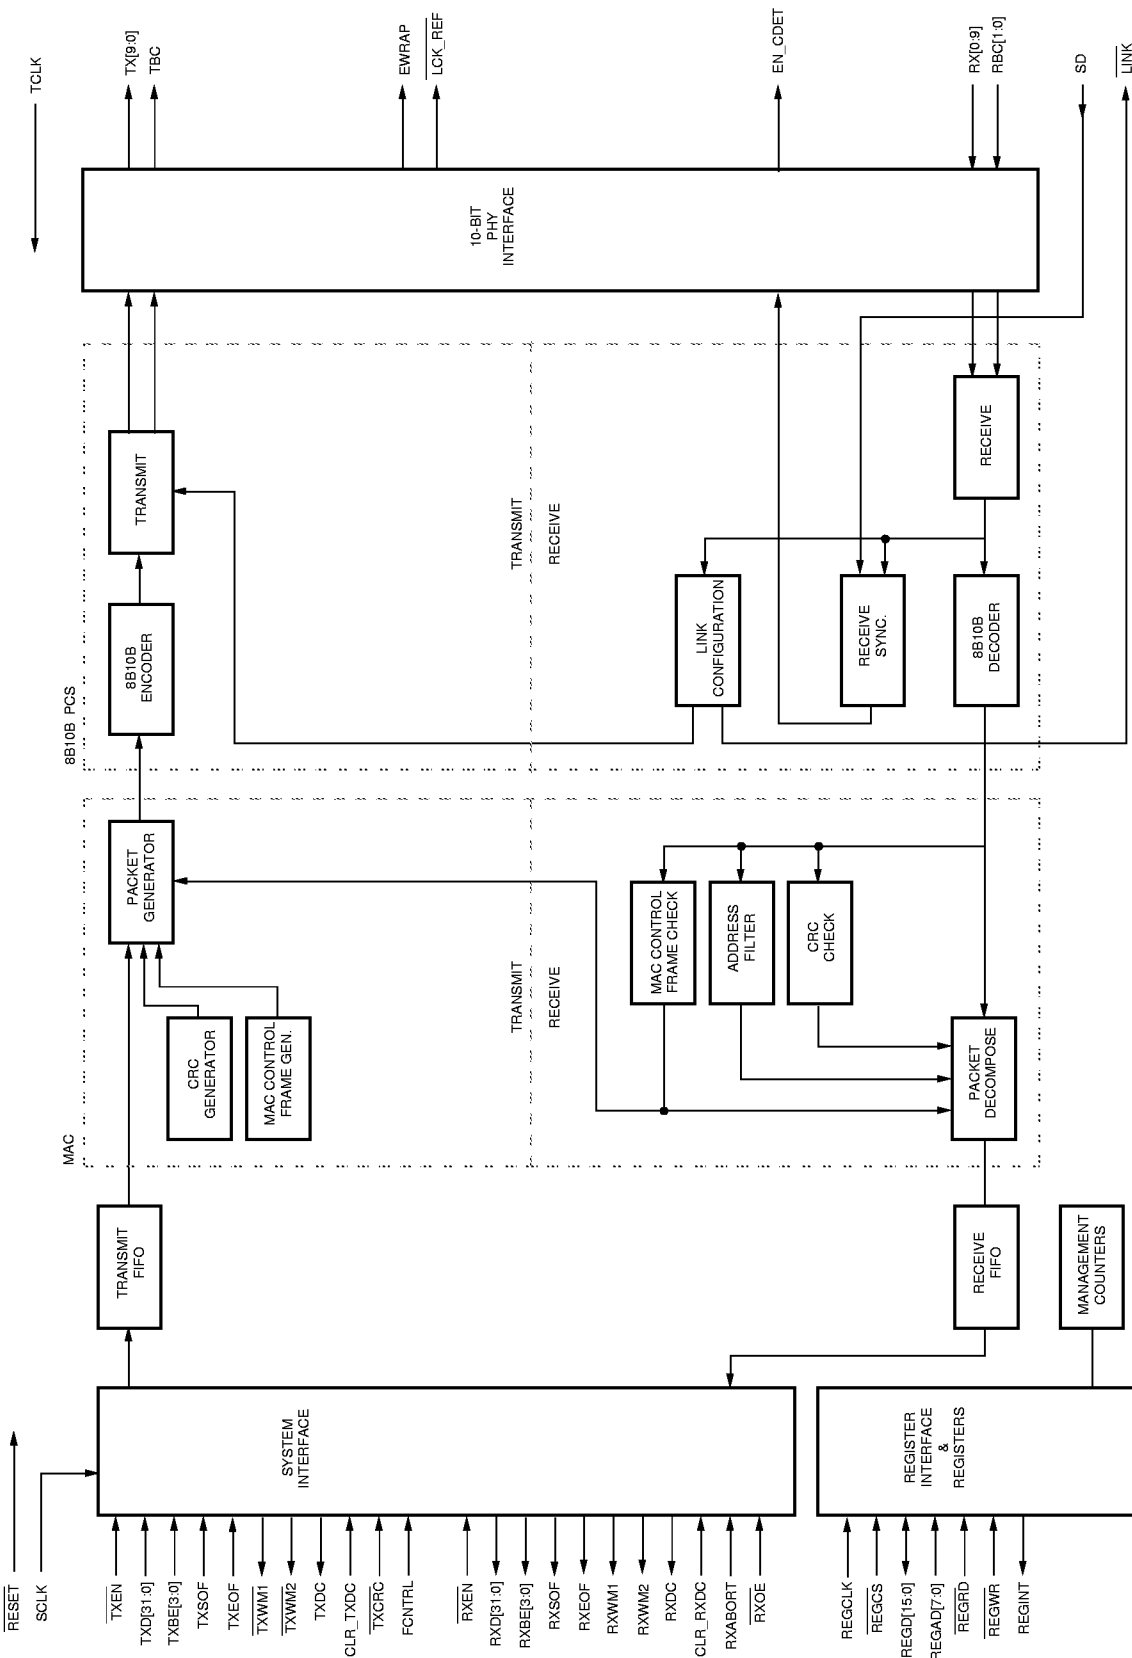 RESET
SCLK
TXEN
TXD[31:0]
TXBE[3:0]
TXSOF
TXEOF
TXWM1
TXWM2
TXDC
CLR_TXDC
TXCRC
FCNTRL
RXEN
RXD[31:0]
RXBE[3:0]
RXSOF
RXEOF
RXWM1
RXWM2
RXDC
CLR_RXDC
RXABORT
RXOE
REGCLK
REGCS
REGD[15:0]
REGAD[7:0]
REGRD
REGWR
REGINT
SYSTEM
INTERFACE
REGISTER
INTERFACE
&
REGISTERS
TRANSMIT
FIFO
RECEIVE
FIFO
MANAGEMENT
COUNTERS
MAC
CRC
GENERATOR
MAC CONTROL
FRAME GEN.
PACKET
GENERATOR
TRANSMIT
RECEIVE
MAC CONTROL
FRAME CHECK
ADDRESS
FILTER
CRC
CHECK
PACKET
DECOMPOSE
8B10B PCS
8B10B
ENCODER
TRANSMIT
TRANSMIT
RECEIVE
LINK
CONFIGURATION
RECEIVE
SYNC.
8B10B
DECODER
RECEIVE
10-BIT
PHY
INTERFACE
TCLK
TX[9:0]
TBC
EWRAP
LCK_REF
EN_CDET
RX[0:9]
RBC[1:0]
SD
LINK